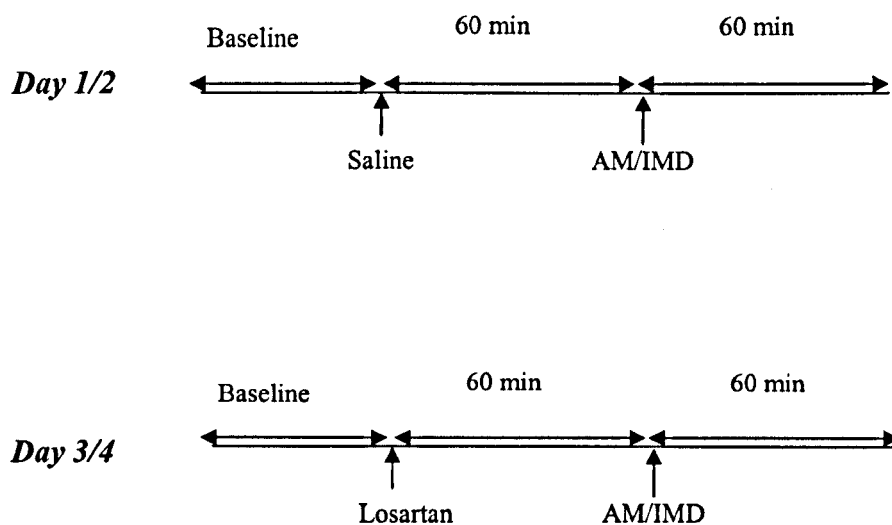 Baseline 60 min 60 min
Day 1/2
Saline AM/IMD
Baseline 60 min 60 min
Day 3/4
Losartan AM/IMD